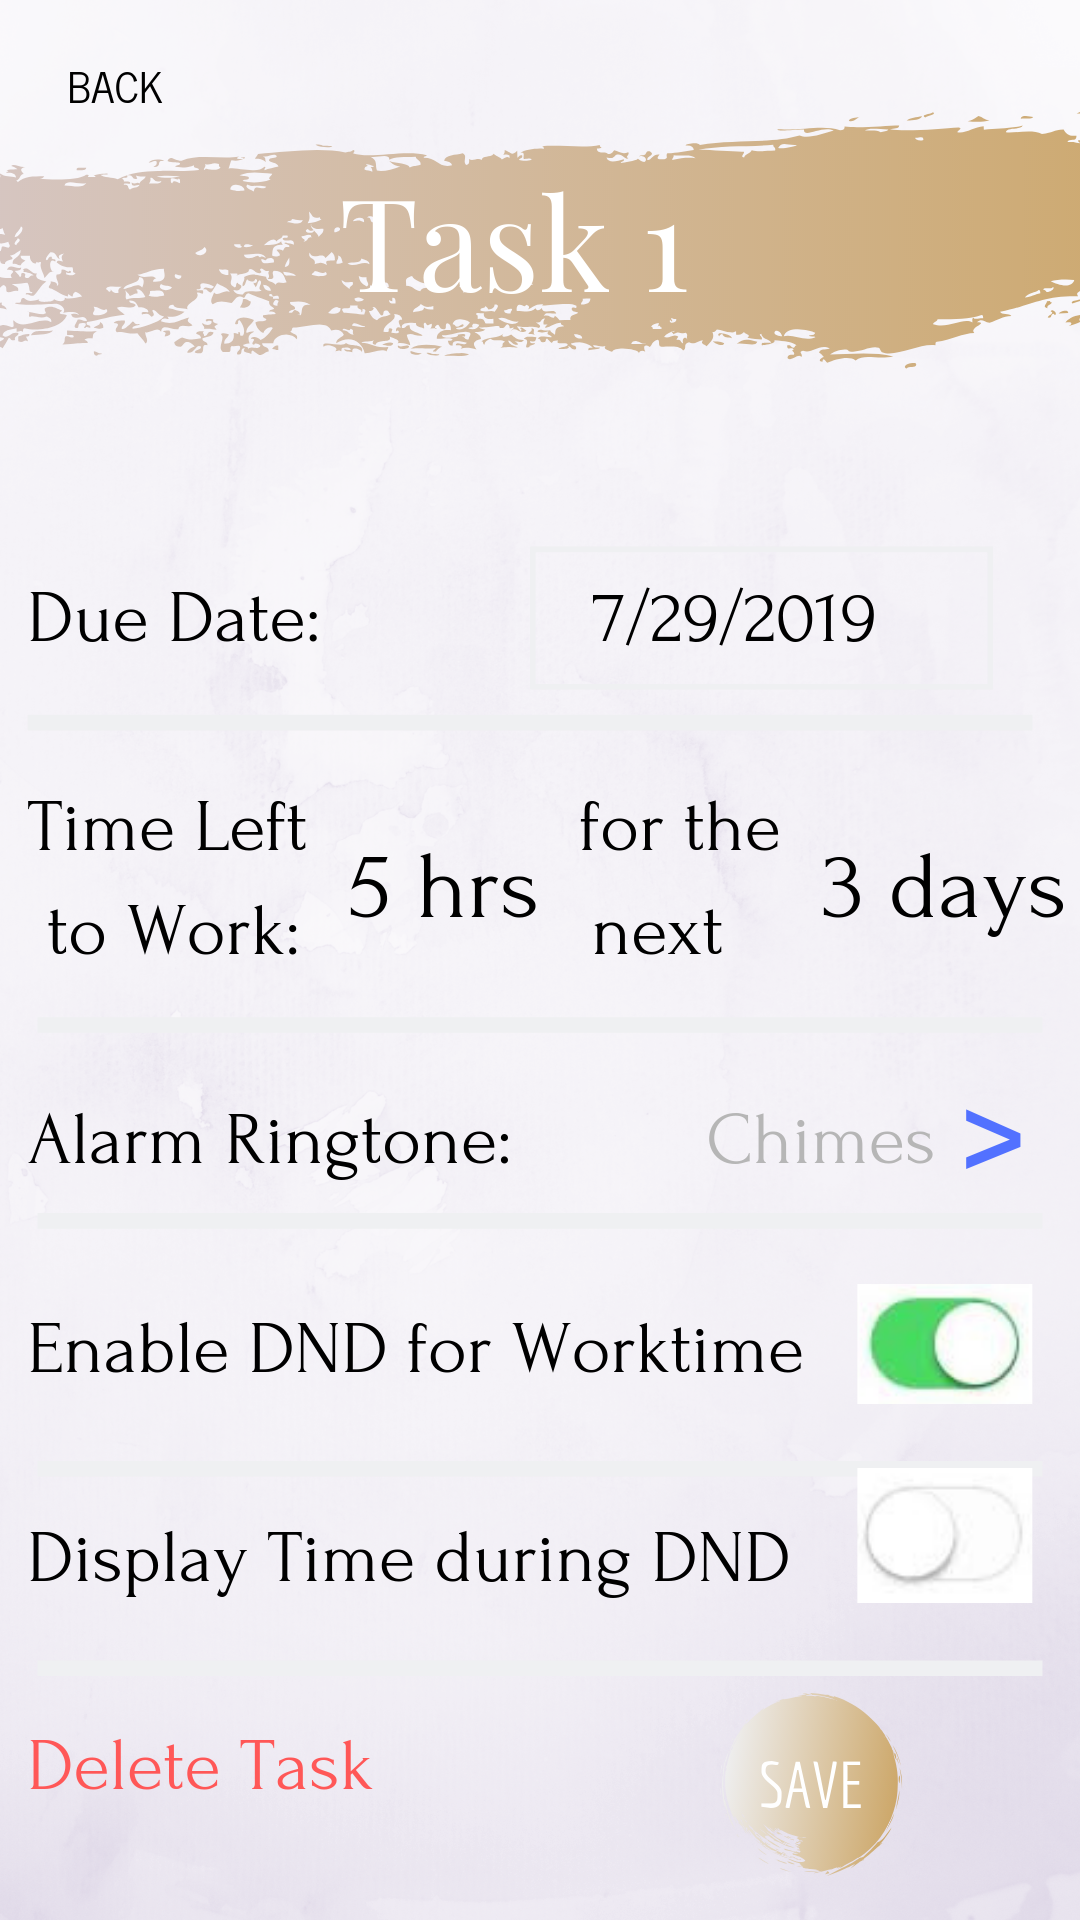 BACK
Task 1
Due Date: 7/29/2019
Time Left
to Work:
5 hrs
for the
next
3 days
Alarm Ringtone: Chimes >
Enable DND for Worktime
Display Time during DND
Delete Task
SAVE